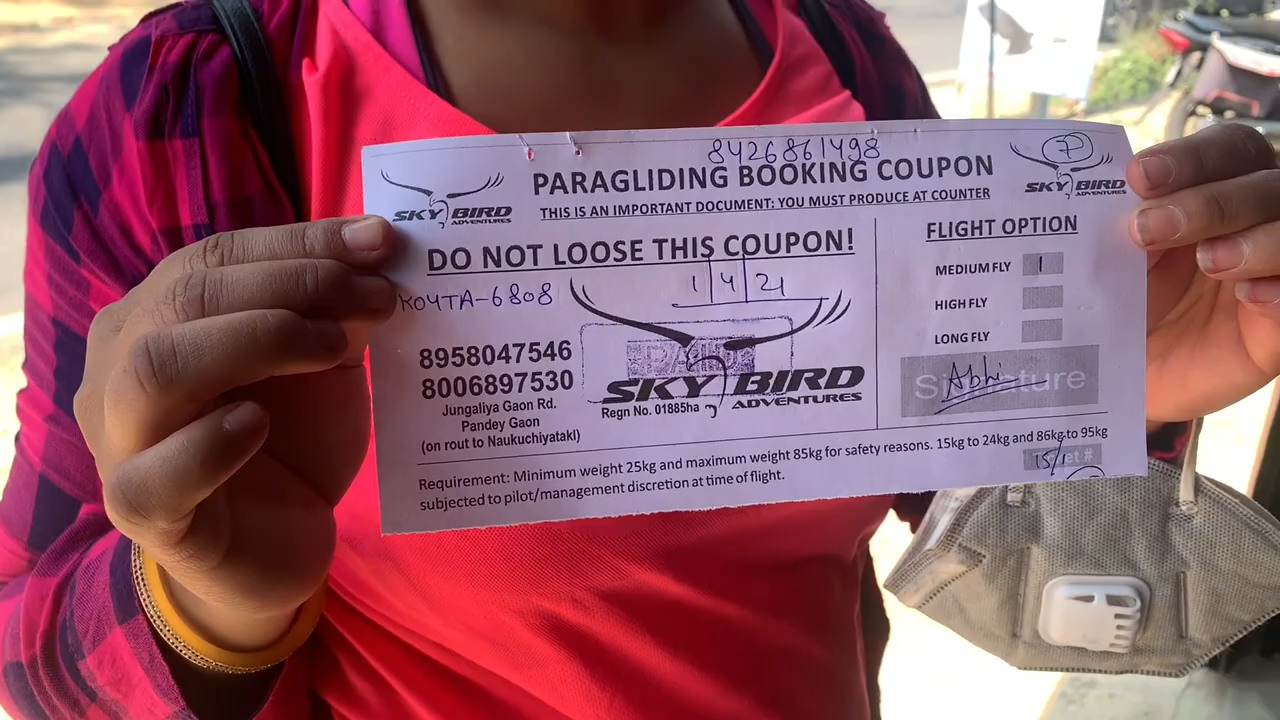 8426861498
PARAGLIDING BOOKING COUPON
THIS IS AN IMPORTANT DOCUMENT: YOU MUST PRODUCE AT COUNTER
SKY BIRD
ADVENTURES
P
SKY BIRD
ADVENTURES
DO NOT LOOSE THIS COUPON!
1/4/21
K04TA-6808
8958047546
8006897530
Jungaliya Gaon Rd.
Pandey Gaon
(on rout to Naukuchiyataki)
PAID
SKY BIRD
Regn No. 01885ha
ADVENTURES
FLIGHT OPTION
MEDIUM FLY 1
HIGH FLY
LONG FLY
Signature
Abhi
Requirement: Minimum weight 25kg and maximum weight 85kg for safety reasons. 15kg to 24kg and 86kg to 95kg
subjected to pilot/management discretion at time of flight.